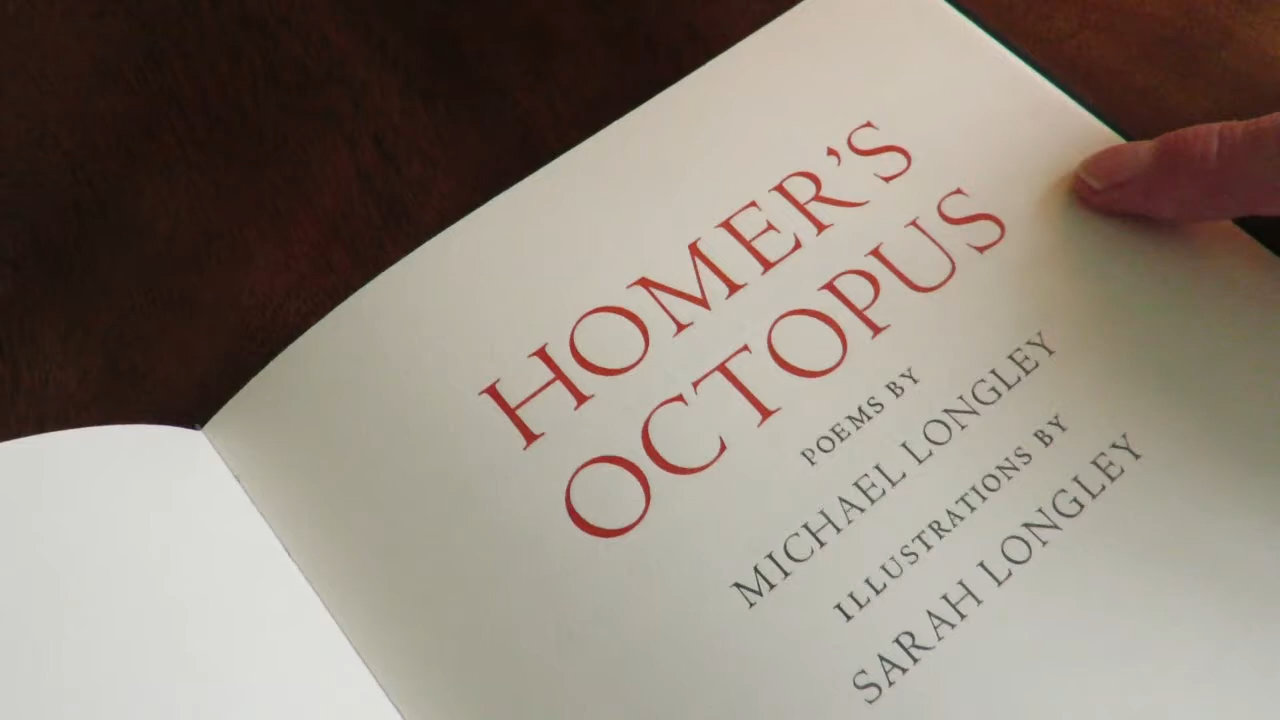 HOMER'S
OCTOPUS
POEMS BY
MICHAEL LONGLEY
ILLUSTRATIONS BY
SARAH LONGLEY